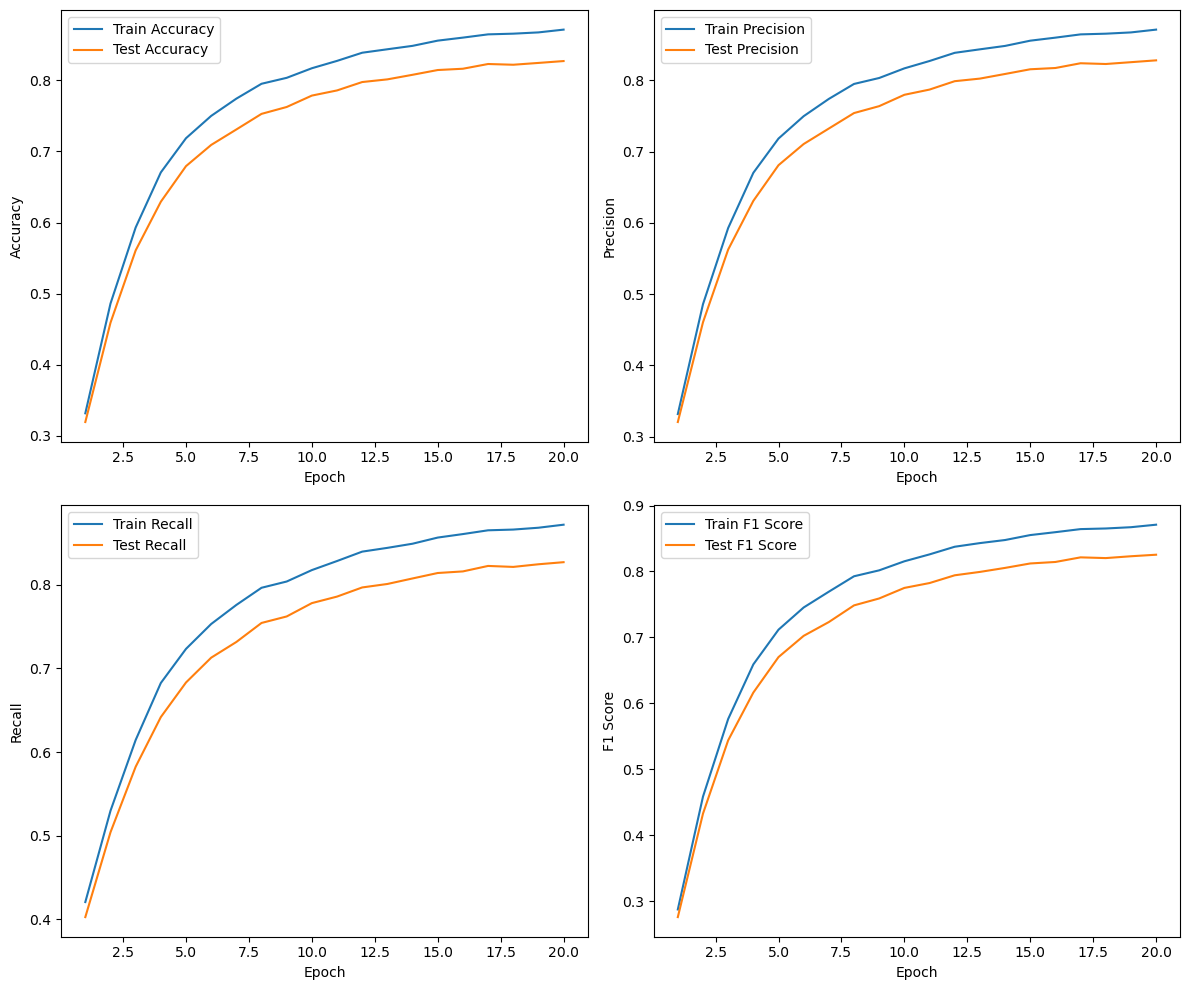 Train Accuracy
Test Accuracy
Accuracy
0.8
0.7
0.6
0.5
0.4
0.3
2.5 5.0 7.5 10.0 12.5 15.0 17.5 20.0
Epoch
Train Precision
Test Precision
Precision
0.8
0.7
0.6
0.5
0.4
0.3
2.5 5.0 7.5 10.0 12.5 15.0 17.5 20.0
Epoch
Train Recall
Test Recall
Recall
0.8
0.7
0.6
0.5
0.4
2.5 5.0 7.5 10.0 12.5 15.0 17.5 20.0
Epoch
Train F1 Score
Test F1 Score
F1 Score
0.9
0.8
0.7
0.6
0.5
0.4
0.3
2.5 5.0 7.5 10.0 12.5 15.0 17.5 20.0
Epoch